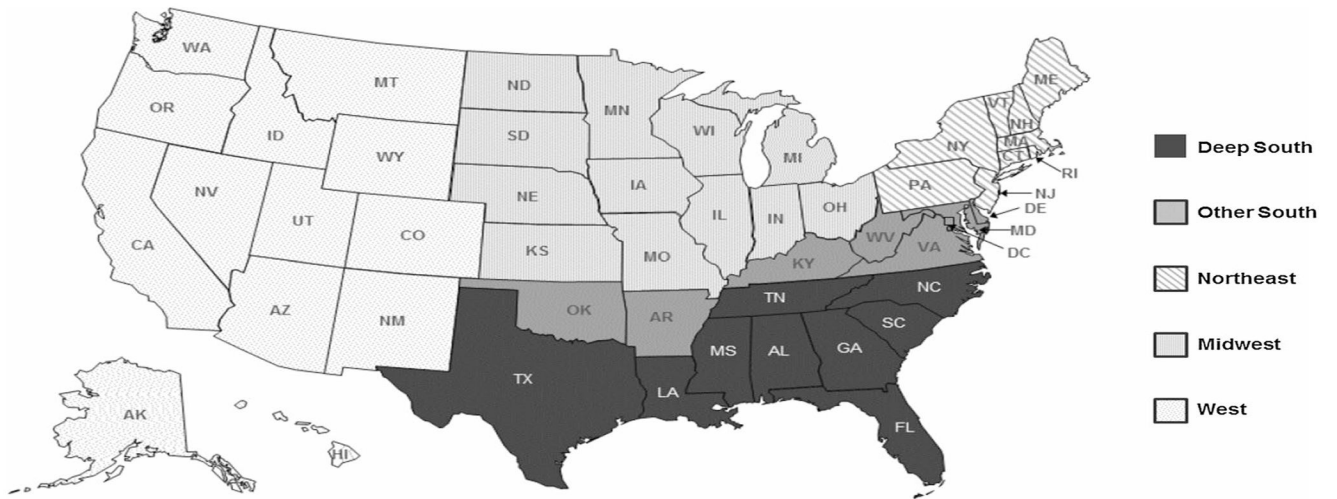 WA
MT
ND
MN
ME
VT
NH
OR
ID
SD
WI
NY
MA
CT
WY
MI
RI
NE
IA
PA
NJ
NV
UT
CO
IL
IN
OH
DE
CA
KS
MO
WV
VA
MD
DC
KY
AZ
NM
OK
AR
TN
NC
SC
MS
AL
GA
TX
LA
FL
AK
HI
Deep South
Other South
Northeast
Midwest
West